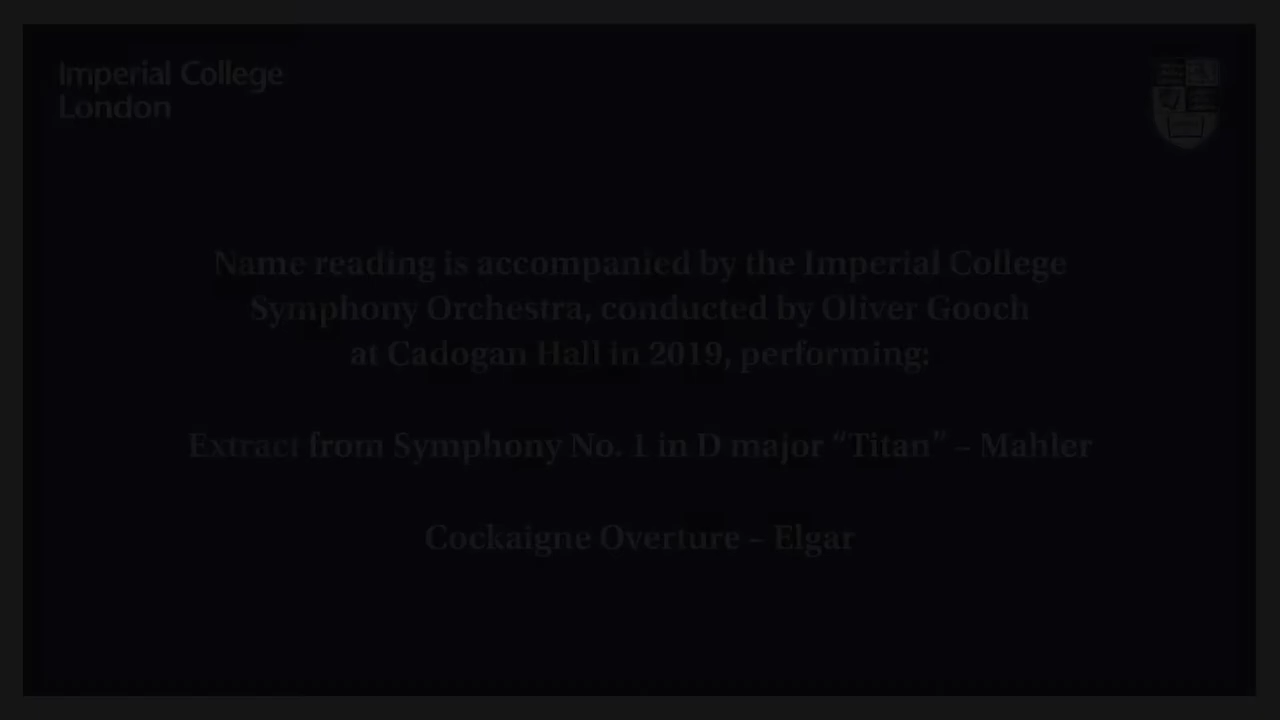 Imperial College
London
Name reading is accompanied by the Imperial College
Symphony Orchestra, conducted by Oliver Gooch
at Cadogan Hall in 2019, performing:
Extract from Symphony No. 1 in D major “Titan” – Mahler
Cockaigne Overture – Elgar